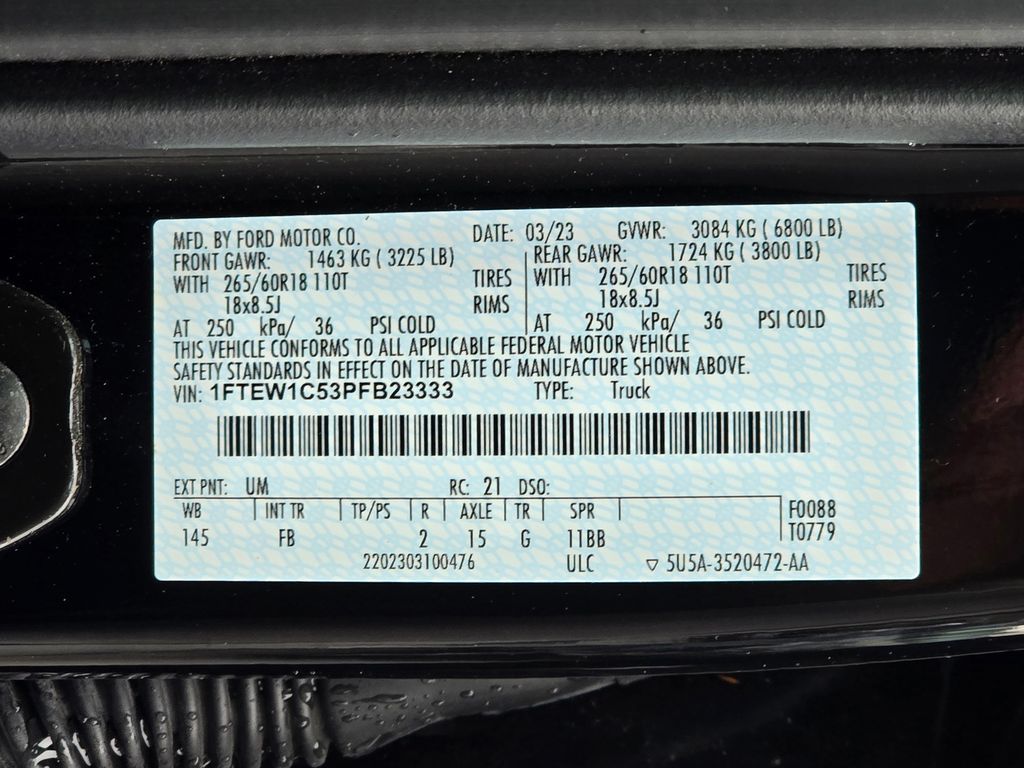 MFD. BY FORD MOTOR CO. DATE: 03/23 GVWR: 3084 KG ( 6800 LB)
FRONT GAWR: 1463 KG ( 3225 LB) REAR GAWR: 1724 KG ( 3800 LB)
WITH 265/60R18 110T TIRES WITH 265/60R18 110T TIRES
18x8.5J RIMS 18x8.5J RIMS
AT 250 kPa/ 36 PSI COLD AT 250 kPa/ 36 PSI COLD
THIS VEHICLE CONFORMS TO ALL APPLICABLE FEDERAL MOTOR VEHICLE
SAFETY STANDARDS IN EFFECT ON THE DATE OF MANUFACTURE SHOWN ABOVE.
VIN: 1FTEW1C53PFB23333 TYPE: Truck
EXT PNT: UM RC: 21 DSO:
WB INT TR TP/PS R AXLE TR SPR F0088
145 FB 2 15 G 11BB T0779
2202303100476 ULC ▽ 5U5A-3520472-AA